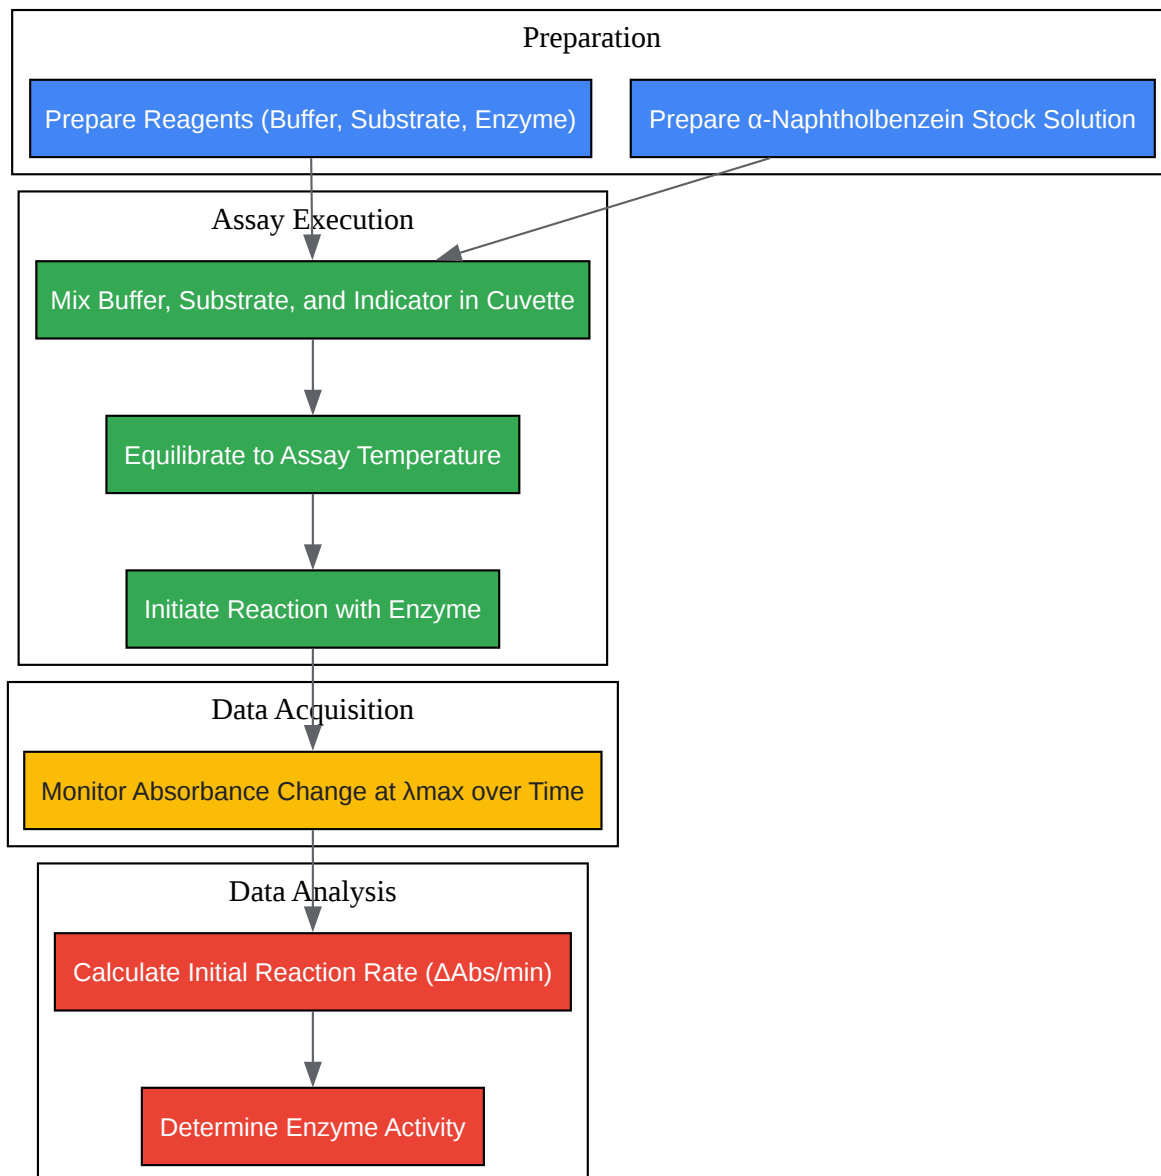 Preparation
Prepare Reagents (Buffer, Substrate, Enzyme)
Prepare α-Naphtholbenzein Stock Solution
Assay Execution
Mix Buffer, Substrate, and Indicator in Cuvette
Equilibrate to Assay Temperature
Initiate Reaction with Enzyme
Data Acquisition
Monitor Absorbance Change at λmax over Time
Data Analysis
Calculate Initial Reaction Rate (ΔAbs/min)
Determine Enzyme Activity